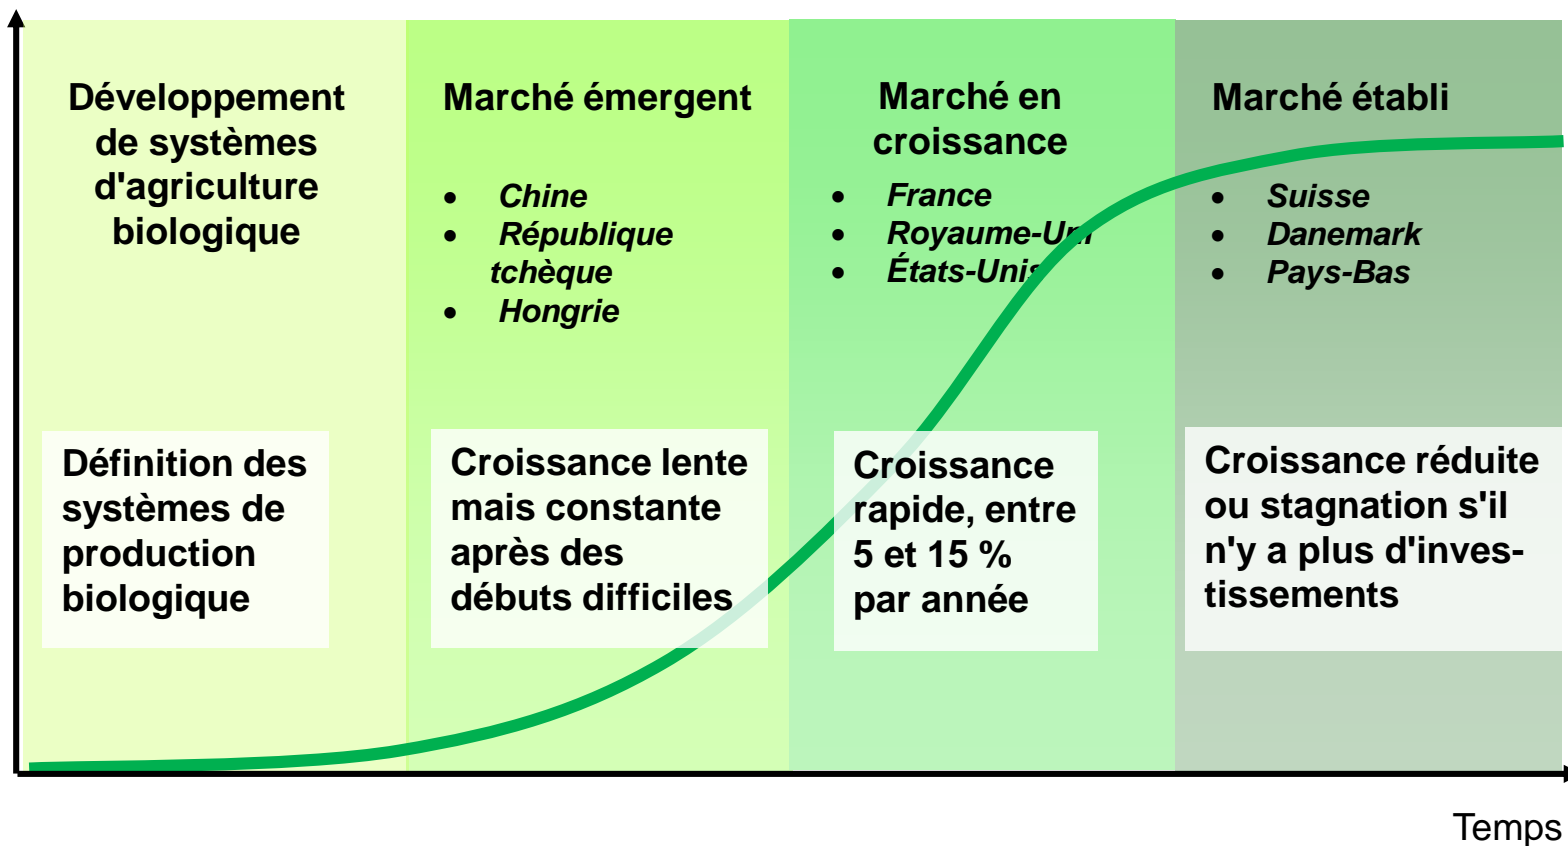 Développement
de systèmes
d'agriculture
biologique
Définition des
systèmes de
production
biologique
Marché émergent
• Chine
• République
tchèque
• Hongrie
Croissance lente
mais constante
après des
débuts difficiles
Marché en
croissance
• France
• Royaume-Uni
• États-Unis
Croissance
rapide, entre
5 et 15 %
par année
Marché établi
• Suisse
• Danemark
• Pays-Bas
Croissance réduite
ou stagnation s'il
n'y a plus d'inves-
tissements
Temps